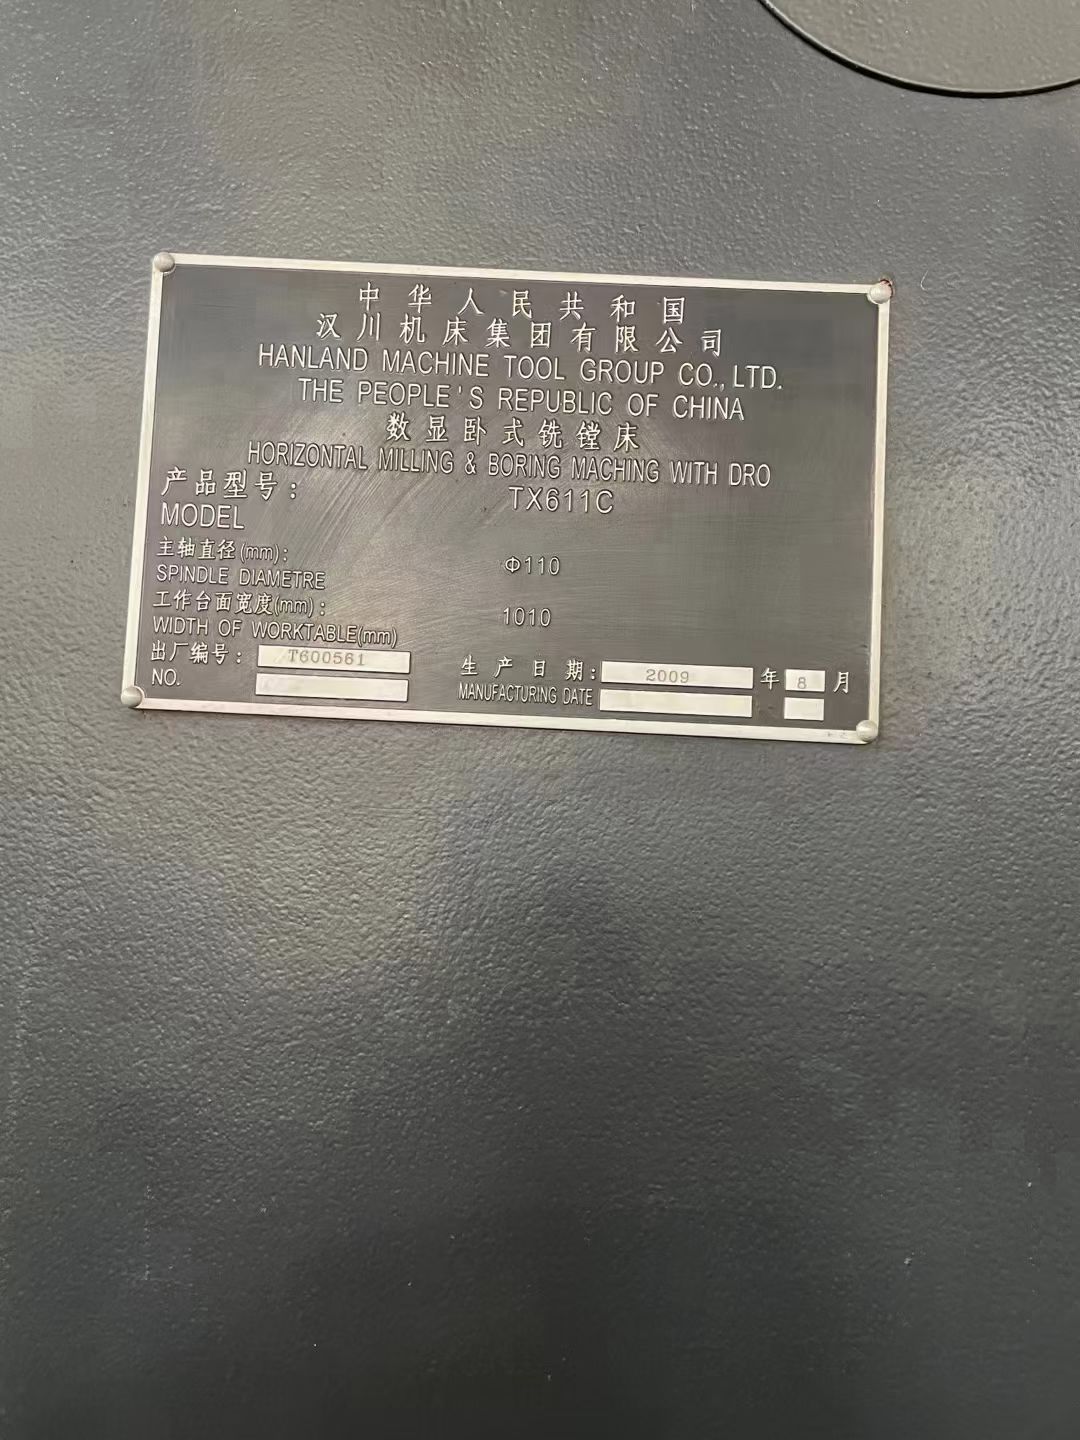 中华人民共和国
汉川机床集团有限公司
HANLAND MACHINE TOOL GROUP CO., LTD.
THE PEOPLE'S REPUBLIC OF CHINA
数显卧式铣镗床
HORIZONTAL MILLING & BORING MACHING WITH DRO
产品型号: TX611C
MODEL
主轴直径(mm): Φ110
SPINDLE DIAMETRE
工作台面宽度(mm): 1010
WIDTH OF WORKTABLE(mm)
出厂编号: T600561 生产日期: 2009 年 8 月
NO. MANUFACTURING DATE